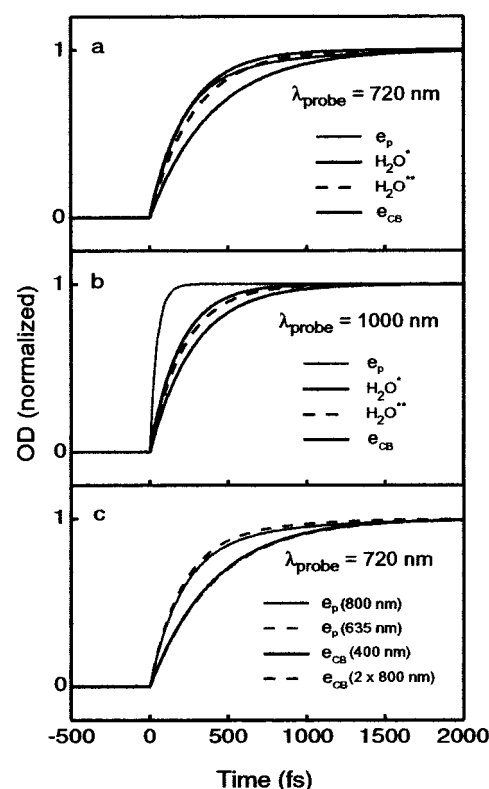 a
1
0
λprobe = 720 nm
ep
H2O*
H2O**
eCB
b
1
0
λprobe = 1000 nm
ep
H2O*
H2O**
eCB
c
1
0
λprobe = 720 nm
ep (800 nm)
ep (635 nm)
eCB (400 nm)
eCB (2 x 800 nm)
OD (normalized)
-500 0 500 1000 1500 2000
Time (fs)